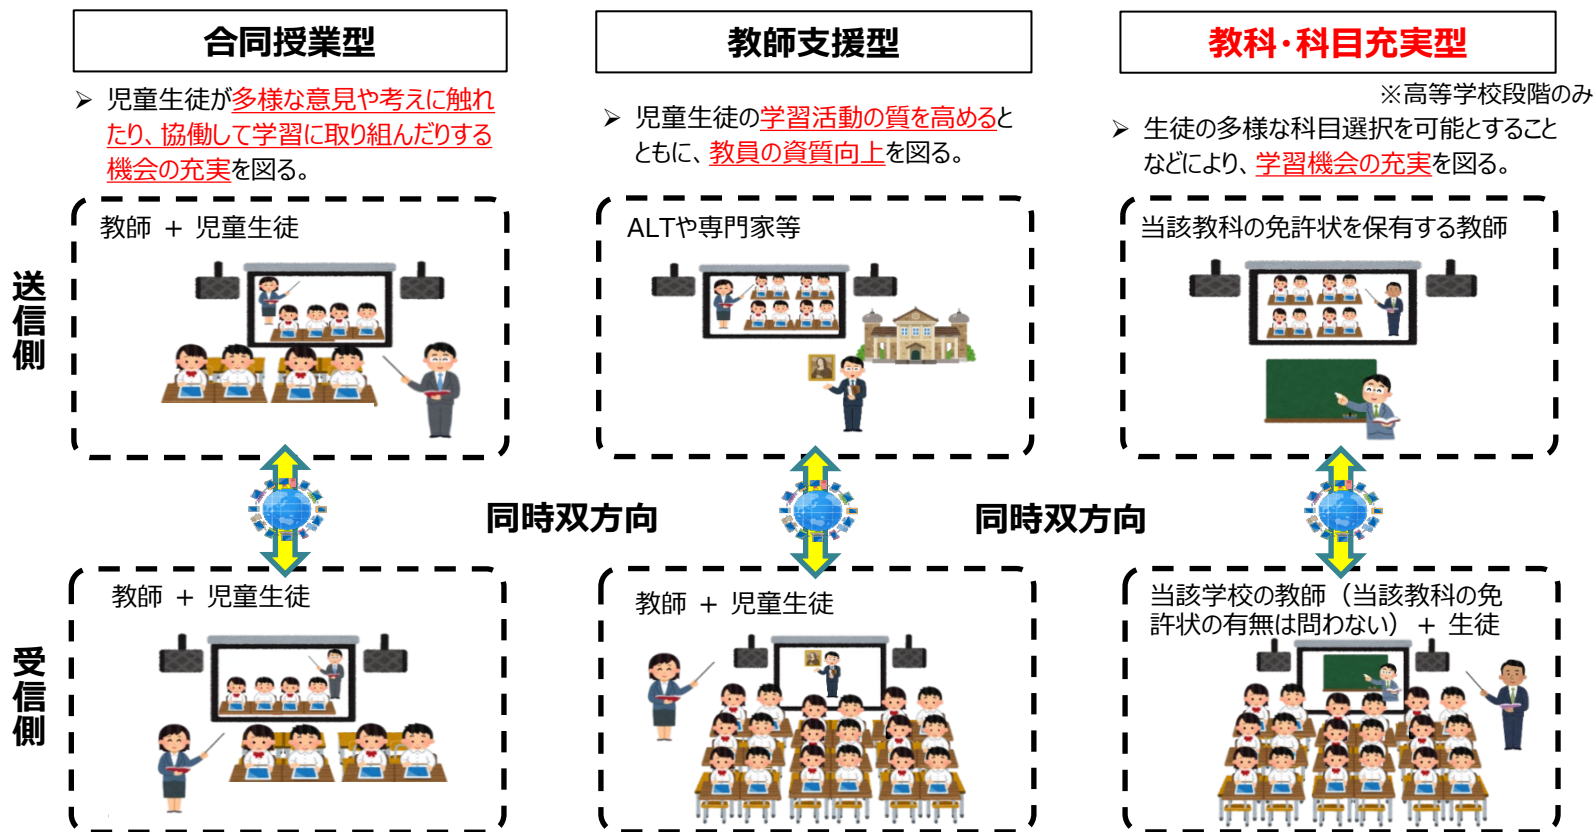 合同授業型
➢ 児童生徒が多様な意見や考えに触れ
たり、協働して学習に取り組んだりする
機会の充実を図る。
教師支援型
➢ 児童生徒の学習活動の質を高めると
ともに、教員の資質向上を図る。
教科・科目充実型
※高等学校段階のみ
➢ 生徒の多様な科目選択を可能とすること
などにより、学習機会の充実を図る。
送信側
教師 + 児童生徒
ALTや専門家等
当該教科の免許状を保有する教師
同時双方向
同時双方向
受信側
教師 + 児童生徒
教師 + 児童生徒
当該学校の教師（当該教科の免
許状の有無は問わない）+ 生徒